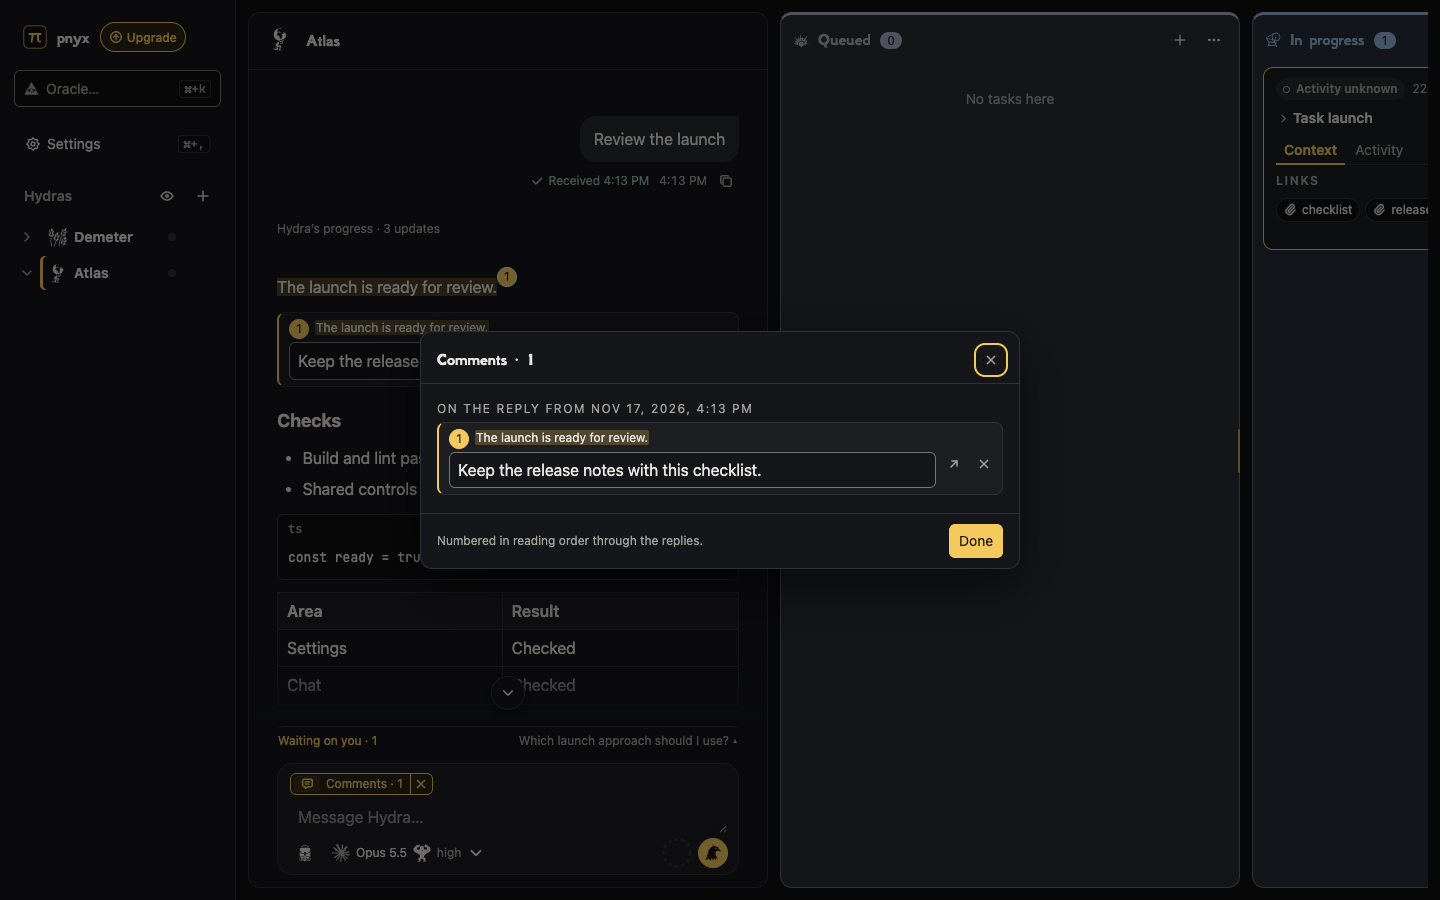 pnyx
Upgrade
Oracle...
⌘+k
Settings
⌘+,
Hydras
Demeter
Atlas
Atlas
Review the launch
Received 4:13 PM 4:13 PM
Hydra's progress · 3 updates
The launch is ready for review. 1
1 The launch is ready for review.
Keep the release
Checks
• Build and lint pas
• Shared controls
ts
const ready = tru
Area Result
Settings Checked
Chat Checked
Waiting on you · 1 Which launch approach should I use?
Comments · 1
Message Hydra...
Opus 5.5 high
Comments · 1
ON THE REPLY FROM NOV 17, 2026, 4:13 PM
1 The launch is ready for review.
Keep the release notes with this checklist.
Numbered in reading order through the replies.
Done
Queued 0
No tasks here
In progress 1
Activity unknown 22
Task launch
Context Activity
LINKS
checklist release